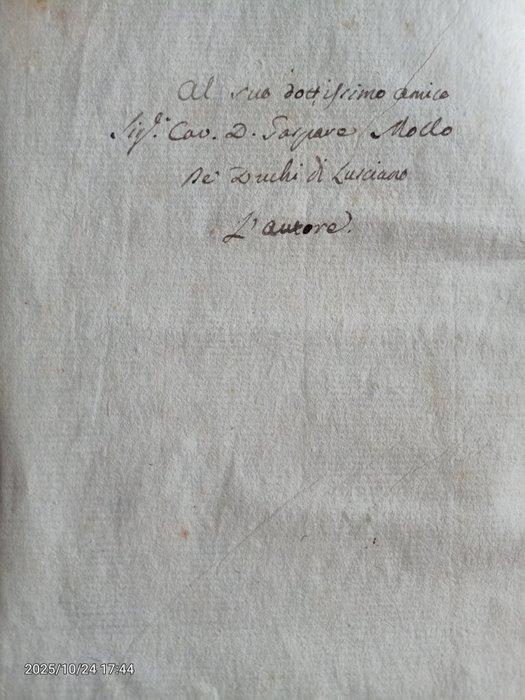 Al suo dottissimo amico
Sig.r Cav. D. Gaspare Mollo
de' Duchi di Lusciano
L'autore.
2025/10/24 17:44